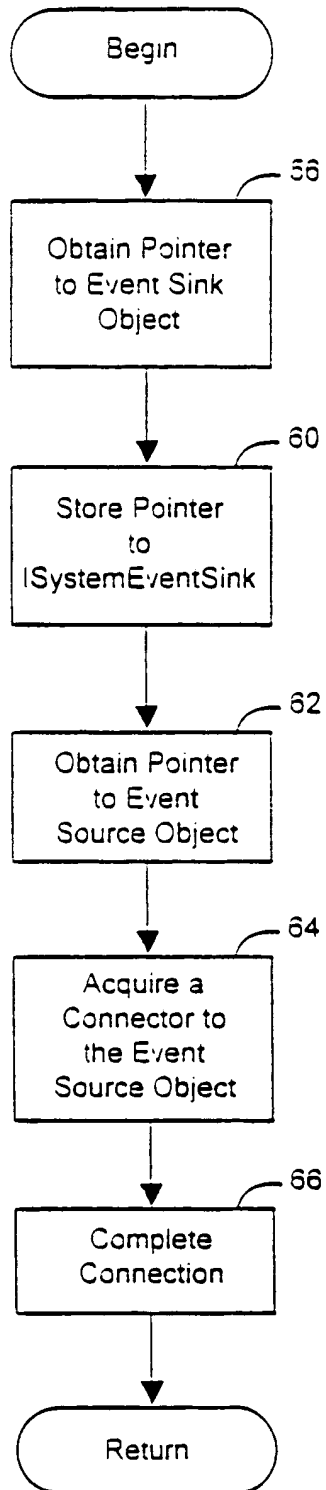 Begin
56
Obtain Pointer
to Event Sink
Object
60
Store Pointer
to
ISystemEventSink
62
Obtain Pointer
to Event
Source Object
64
Acquire a
Connector to
the Event
Source Object
66
Complete
Connection
Return